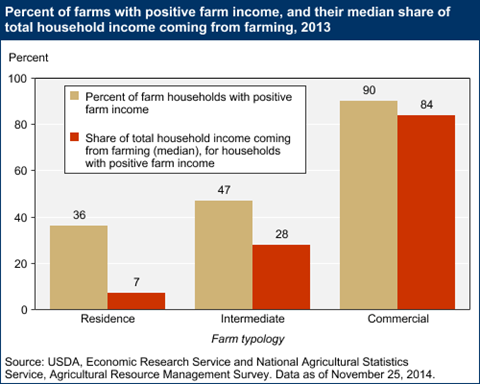 Percent of farms with positive farm income, and their median share of
total household income coming from farming, 2013
Percent
100
80
60
40
20
0
Percent of farm households with positive
farm income
Share of total household income coming
from farming (median), for households
with positive farm income
36
7
47
28
90
84
Residence
Intermediate
Commercial
Farm typology
Source: USDA, Economic Research Service and National Agricultural Statistics
Service, Agricultural Resource Management Survey. Data as of November 25, 2014.